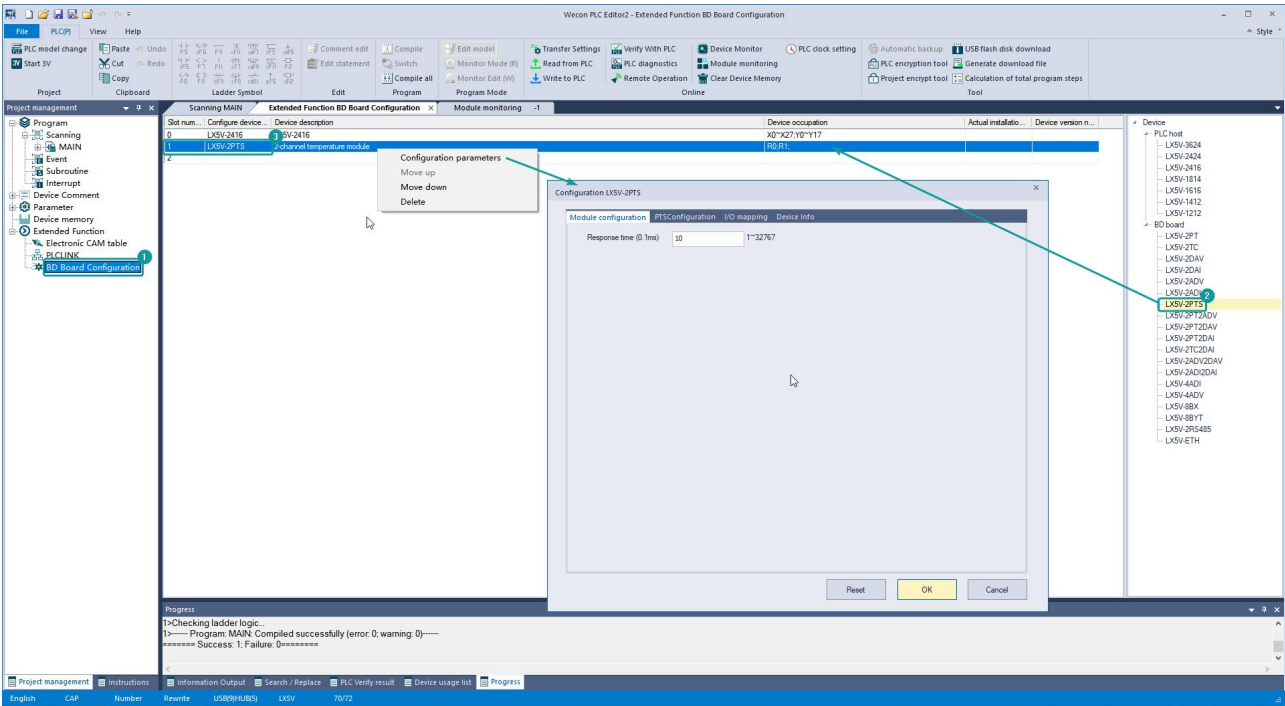 Wecon PLC Editor2 - Extended Function BD Board Configuration
File PLC(P) View Help Style
PLC model change Paste Undo Comment edit Compile Edit model Transfer Settings Verify With PLC Device Monitor PLC clock setting Automatic backup USB flash disk download
Start 3V Cut Redo Edit statement Switch Monitor Mode (R) Read from PLC PLC diagnostics Module monitoring PLC encryption tool Generate download file
Copy Compile all Monitor Edit (W) Write to PLC Remote Operation Clear Device Memory Project encrypt tool Calculation of total program steps
Project Clipboard Ladder Symbol Edit Program Program Mode Online Tool
Project management
Program
Scanning
MAIN
Event
Subroutine
Interrupt
Device Comment
Parameter
Device memory
Extended Function
Electronic CAM table
PLCLINK
1
BD Board Configuration
Scanning MAIN Extended Function BD Board Configuration × Module monitoring -1
Slot num... Configure device... Device description Device occupation Actual installatio... Device version n...
0 LX5V-2416 5V-2416 X0~X27;Y0~Y17
3
1 LX5V-2PTS 2-channel temperature module R0;R1;
2
Configuration parameters
Move up
Move down
Delete
Configuration LX5V-2PTS
Module configuration PTSConfiguration I/O mapping Device Info
Response time (0.1ms) 10 1~32767
Reset OK Cancel
Device
PLC host
LX5V-3624
LX5V-2424
LX5V-2416
LX5V-1814
LX5V-1616
LX5V-1412
LX5V-1212
BD board
LX5V-2PT
LX5V-2TC
LX5V-2DAV
LX5V-2DAI
LX5V-2ADV
LX5V-2ADI
2
LX5V-2PTS
LX5V-2PT2ADV
LX5V-2PT2DAV
LX5V-2PT2DAI
LX5V-2TC2DAI
LX5V-2ADV2DAV
LX5V-2ADI2DAI
LX5V-4ADI
LX5V-4ADV
LX5V-8BX
LX5V-8BYT
LX5V-2RS485
LX5V-ETH
Progress
1>Checking ladder logic...
1>------ Program: MAIN: Compiled successfully (error: 0; warning: 0)------
======= Success: 1; Failure: 0========
Project management Instructions Information Output Search / Replace PLC Verify result Device usage list Progress
English CAP Number Rewrite USB(9)HUB(5) LX5V 70/72